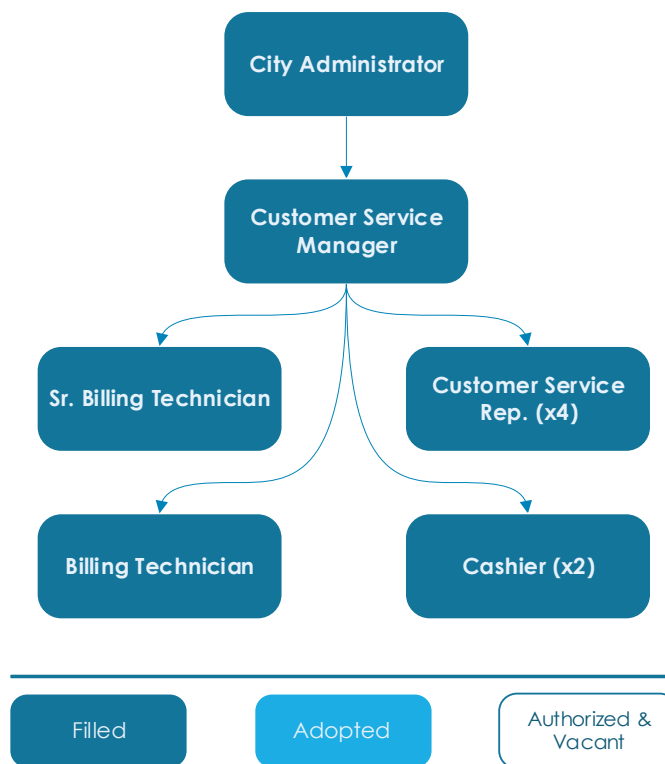 City Administrator
Customer Service
Manager
Sr. Billing Technician
Customer Service
Rep. (x4)
Billing Technician
Cashier (x2)
Filled
Adopted
Authorized &
Vacant